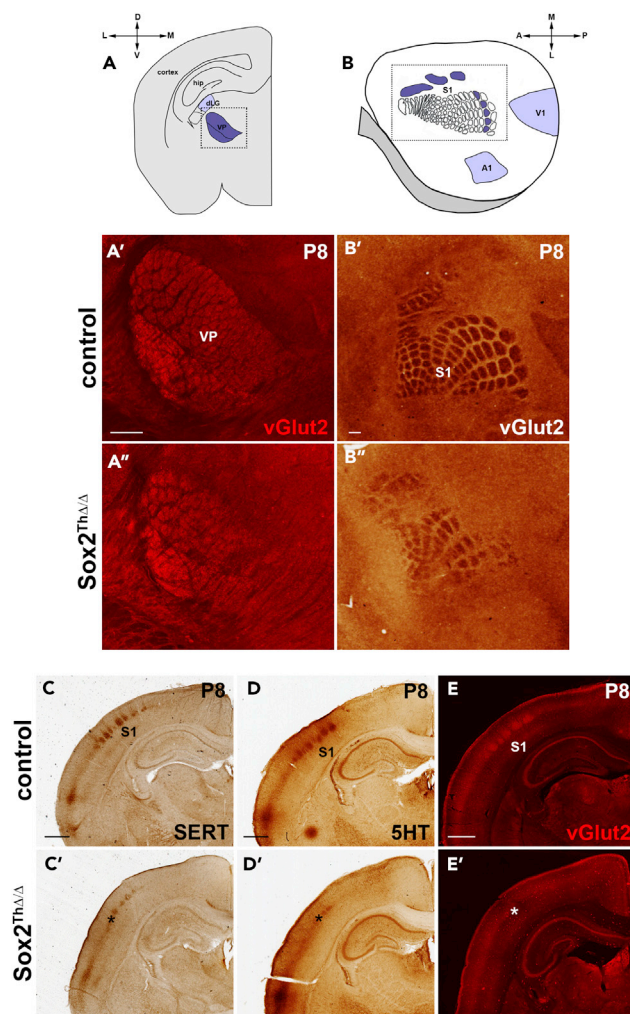 D
L M
V
A
cortex
hip
dLG
VP
M
A P
L
B
S1
V1
A1
control
A′ P8
VP
vGlut2
B′ P8
S1
vGlut2
Sox2ThΔ/Δ
A″
B″
control
C P8
S1
SERT
D P8
S1
5HT
E P8
S1
vGlut2
Sox2ThΔ/Δ
C′
*
D′
*
E′
*